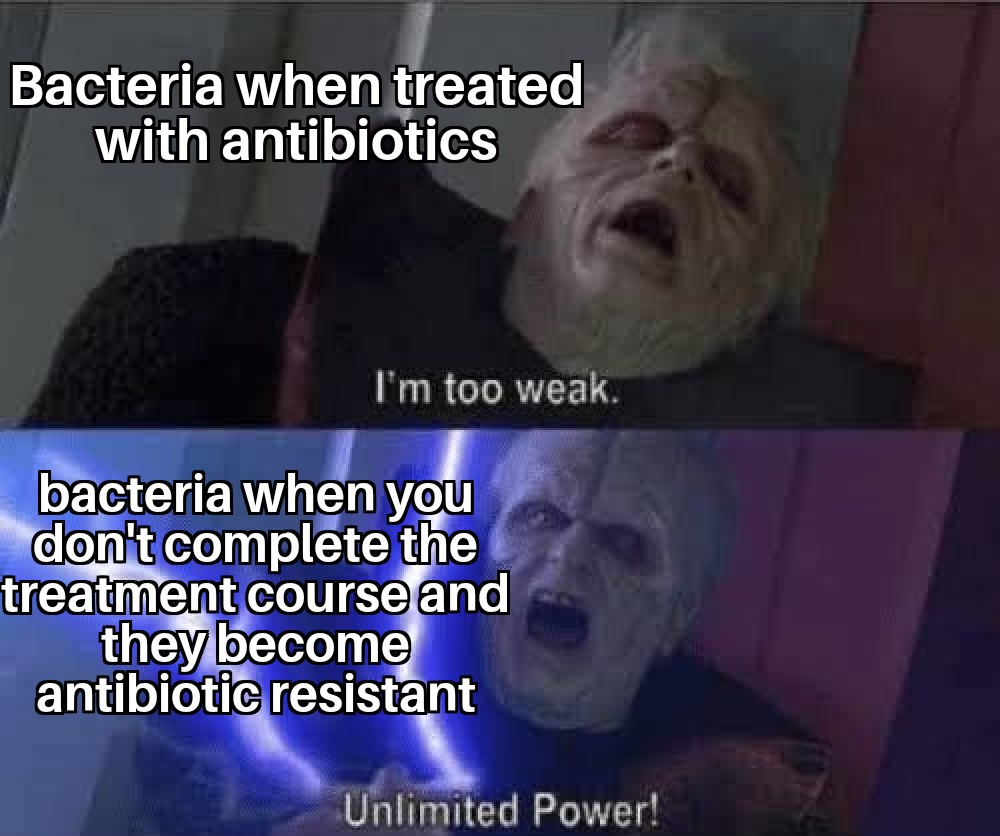 Bacteria when treated
with antibiotics
I'm too weak.
bacteria when you
don't complete the
treatment course and
they become
antibiotic resistant
Unlimited Power!